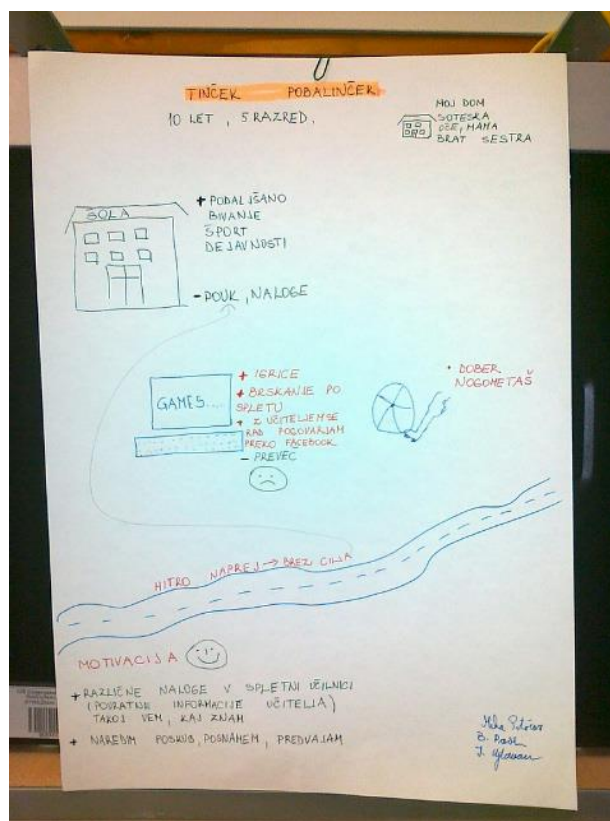 TINČEK POBALINČEK
10 LET, 5 RAZRED.
MOJ DOM
SOTESKA
OČE, MAMA
BRAT SESTRA
ŠOLA
+ PODALJŠANO
BIVANJE
ŠPORT
DEJAVNOSTI
- POUK, NALOGE
GAMES....
+ IGRICE
+ BRSKANJE PO
SPLETU
+ Z UČITELJEM SE
RAD POGOVARJAM
PREKO FACEBOOK
- PREVEČ
• DOBER
NOGOMETAŠ
HITRO NAPREJ → BREZ CILJA
MOTIVACIJA
+ RAZLIČNE NALOGE V SPLETNI UČILNICI
(POVRATNE INFORMACIJE UČITELJA)
TAKOJ VEM, KAJ ZNAM
+ NAREDIM POSKUS, POSNAMEM, PREDVAJAM